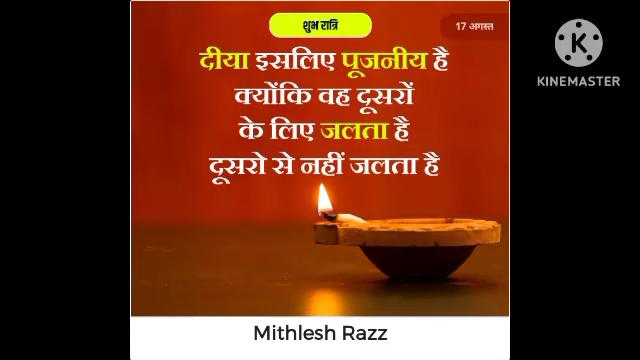 शुभ रात्रि
17 अगस्त
KINEMASTER
दीया इसलिए पूजनीय है
क्योंकि वह दूसरों
के लिए जलता है
दूसरो से नहीं जलता है
Mithlesh Razz